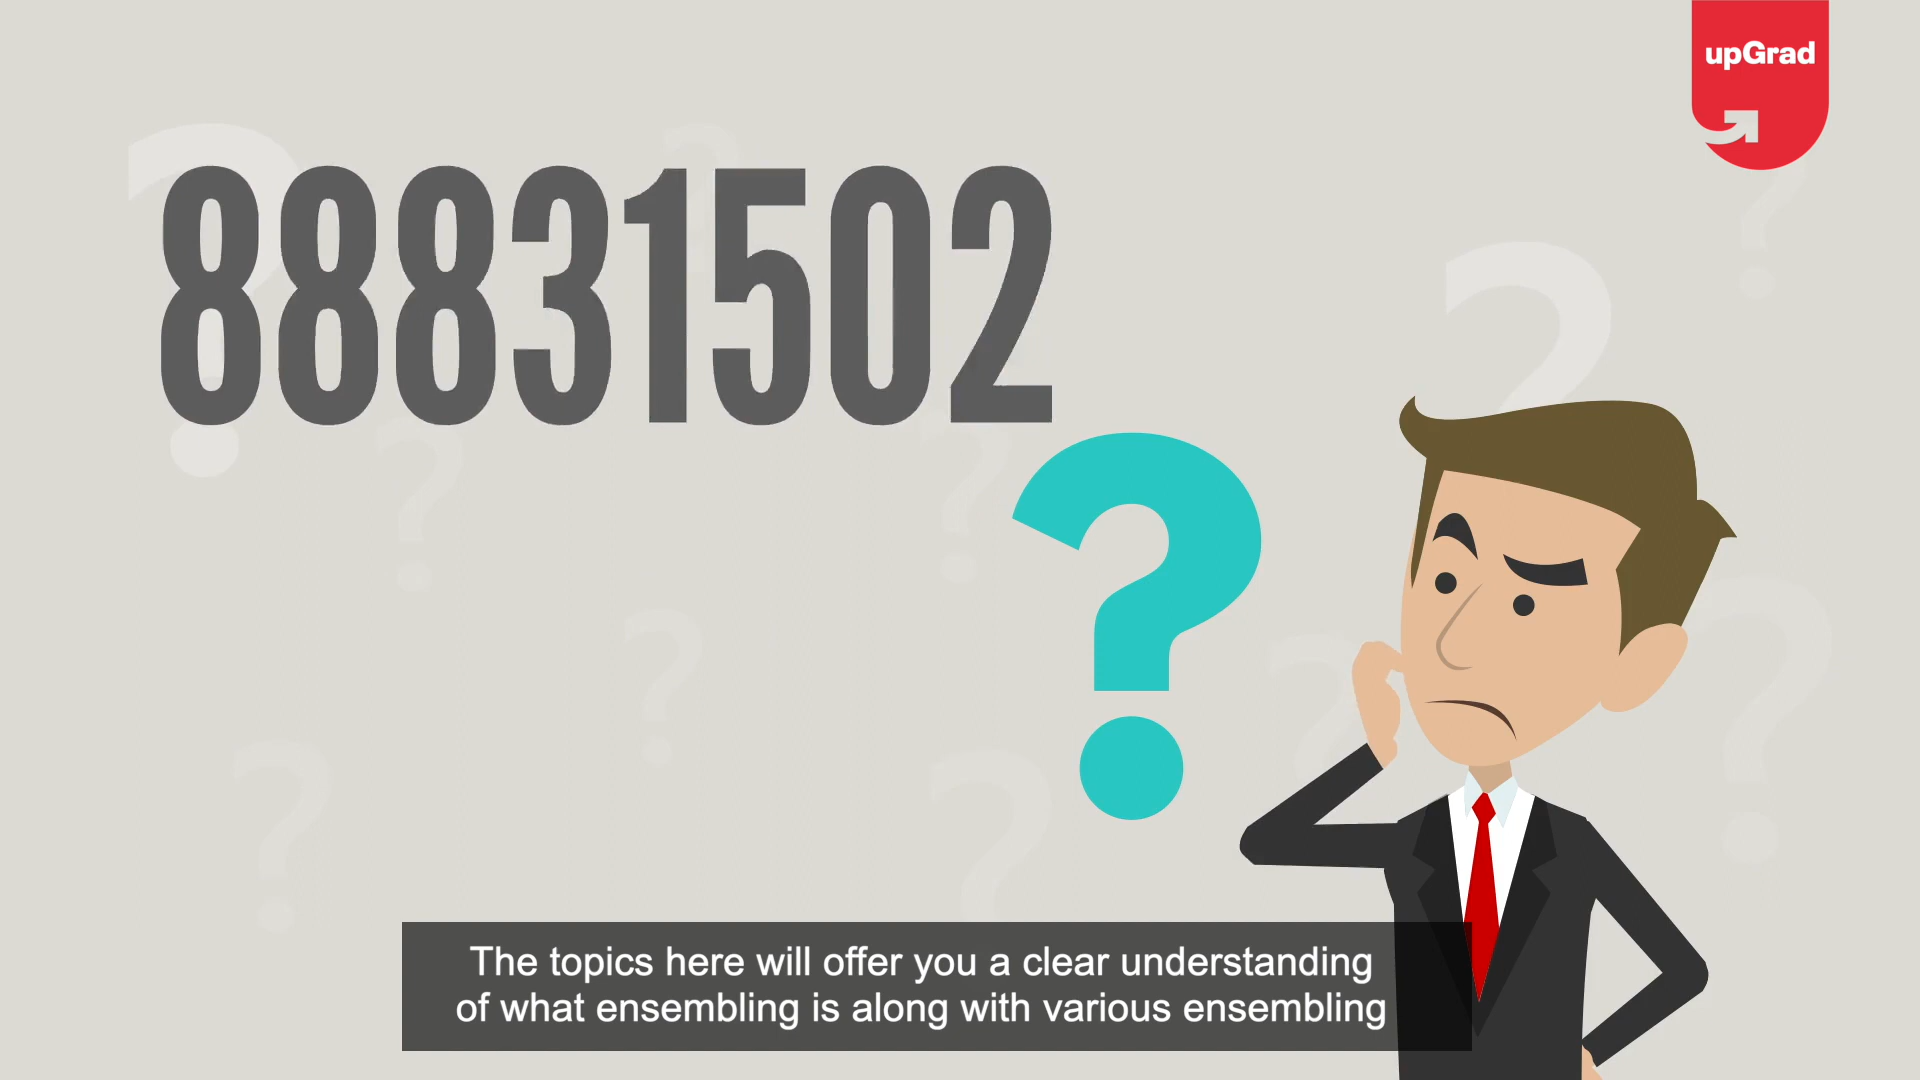 upGrad
88831502
?
The topics here will offer you a clear understanding
of what ensembling is along with various ensembling